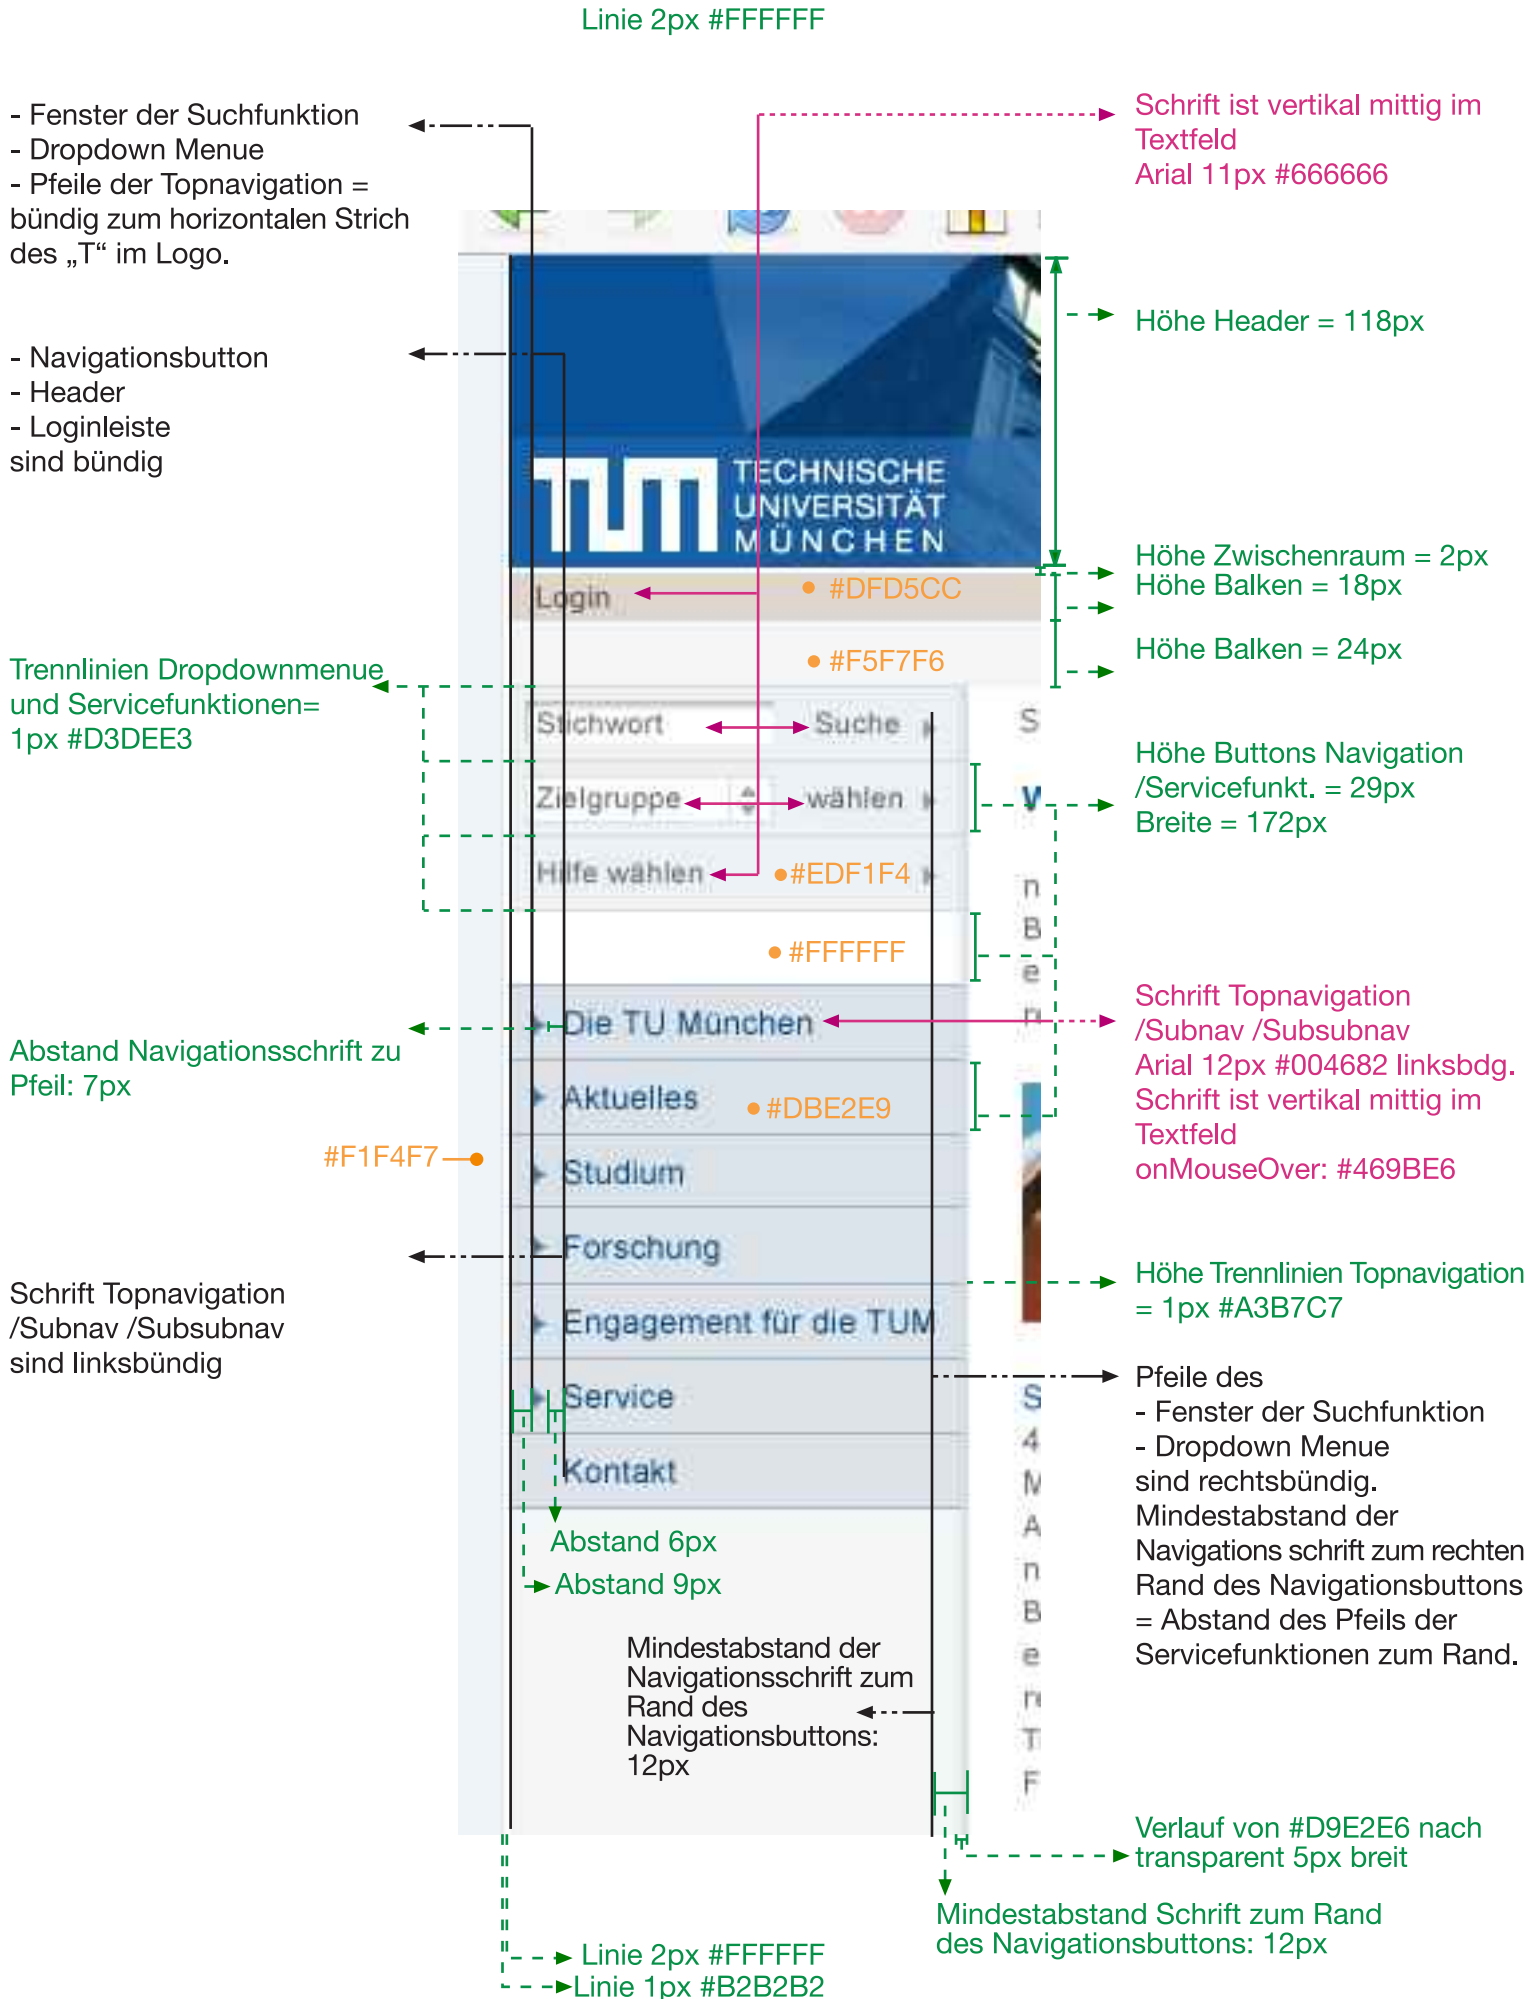 Linie 2px #FFFFFF
- Fenster der Suchfunktion
- Dropdown Menue
- Pfeile der Topnavigation =
bündig zum horizontalen Strich
des „T“ im Logo.
Schrift ist vertikal mittig im
Textfeld
Arial 11px #666666
Höhe Header = 118px
- Navigationsbutton
- Header
- Loginleiste
sind bündig
TUM
TECHNISCHE
UNIVERSITÄT
MÜNCHEN
Höhe Zwischenraum = 2px
Höhe Balken = 18px
Login
#DFD5CC
Höhe Balken = 24px
#F5F7F6
Trennlinien Dropdownmenue
und Servicefunktionen=
1px #D3DEE3
Stichwort
Suche
S
Höhe Buttons Navigation
/Servicefunkt. = 29px
Breite = 172px
Zielgruppe
wählen
W
Hilfe wählen
#EDF1F4
n
B
e
re
#FFFFFF
Schrift Topnavigation
/Subnav /Subsubnav
Arial 12px #004682 linksbdg.
Schrift ist vertikal mittig im
Textfeld
onMouseOver: #469BE6
Die TU München
Abstand Navigationsschrift zu
Pfeil: 7px
Aktuelles
#DBE2E9
#F1F4F7
Studium
Forschung
Höhe Trennlinien Topnavigation
= 1px #A3B7C7
Schrift Topnavigation
/Subnav /Subsubnav
sind linksbündig
Engagement für die TUM
Service
Kontakt
Pfeile des
- Fenster der Suchfunktion
- Dropdown Menue
sind rechtsbündig.
Mindestabstand der
Navigations schrift zum rechten
Rand des Navigationsbuttons
= Abstand des Pfeils der
Servicefunktionen zum Rand.
S
4
M
A
n
B
e
re
T
F
Abstand 6px
Abstand 9px
Mindestabstand der
Navigationsschrift zum
Rand des
Navigationsbuttons:
12px
Verlauf von #D9E2E6 nach
transparent 5px breit
Mindestabstand Schrift zum Rand
des Navigationsbuttons: 12px
Linie 2px #FFFFFF
Linie 1px #B2B2B2